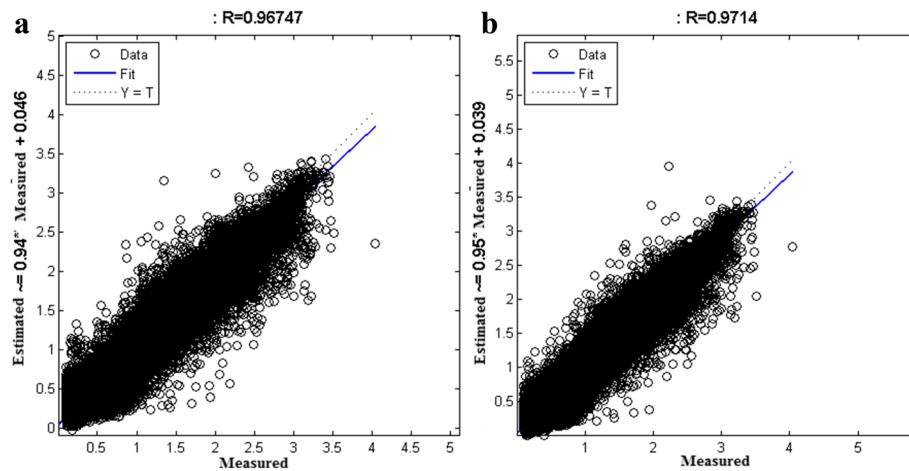 a
: R=0.96747
Estimated ~= 0.94* Measured + 0.046
5
4.5
4
3.5
3
2.5
2
1.5
1
0.5
0
Data
Fit
Y = T
0.5 1 1.5 2 2.5 3 3.5 4 4.5 5
Measured
b
: R=0.9714
Estimated ~= 0.95* Measured + 0.039
5.5
5
4.5
4
3.5
3
2.5
2
1.5
1
0.5
Data
Fit
Y = T
1 2 3 4 5
Measured